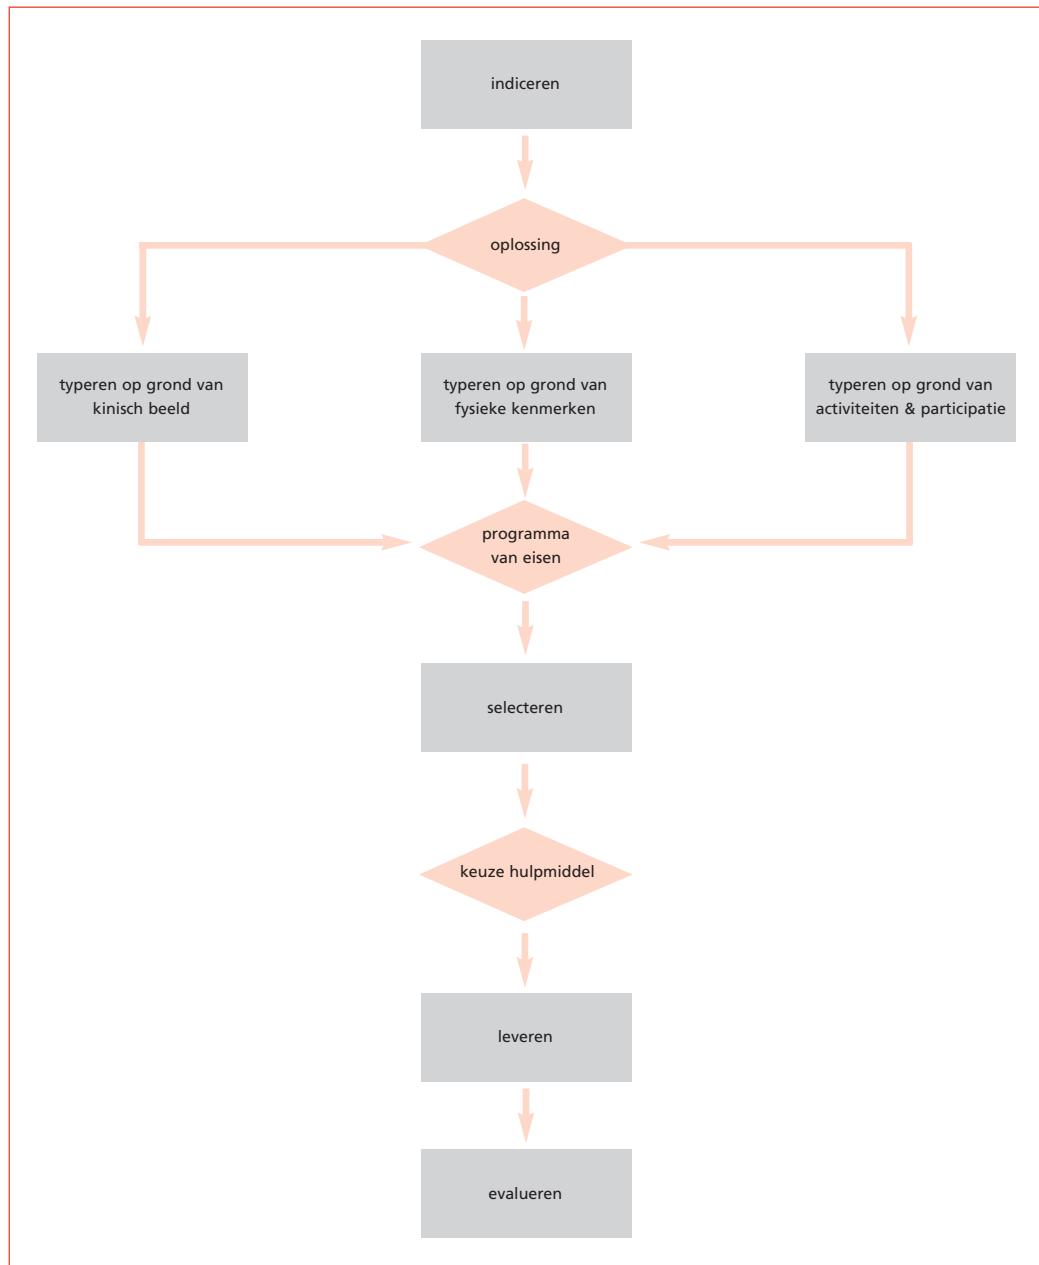 indiceren
oplossing
typeren op grond van
kinisch beeld
typeren op grond van
fysieke kenmerken
typeren op grond van
activiteiten & participatie
programma
van eisen
selecteren
keuze hulpmiddel
leveren
evalueren